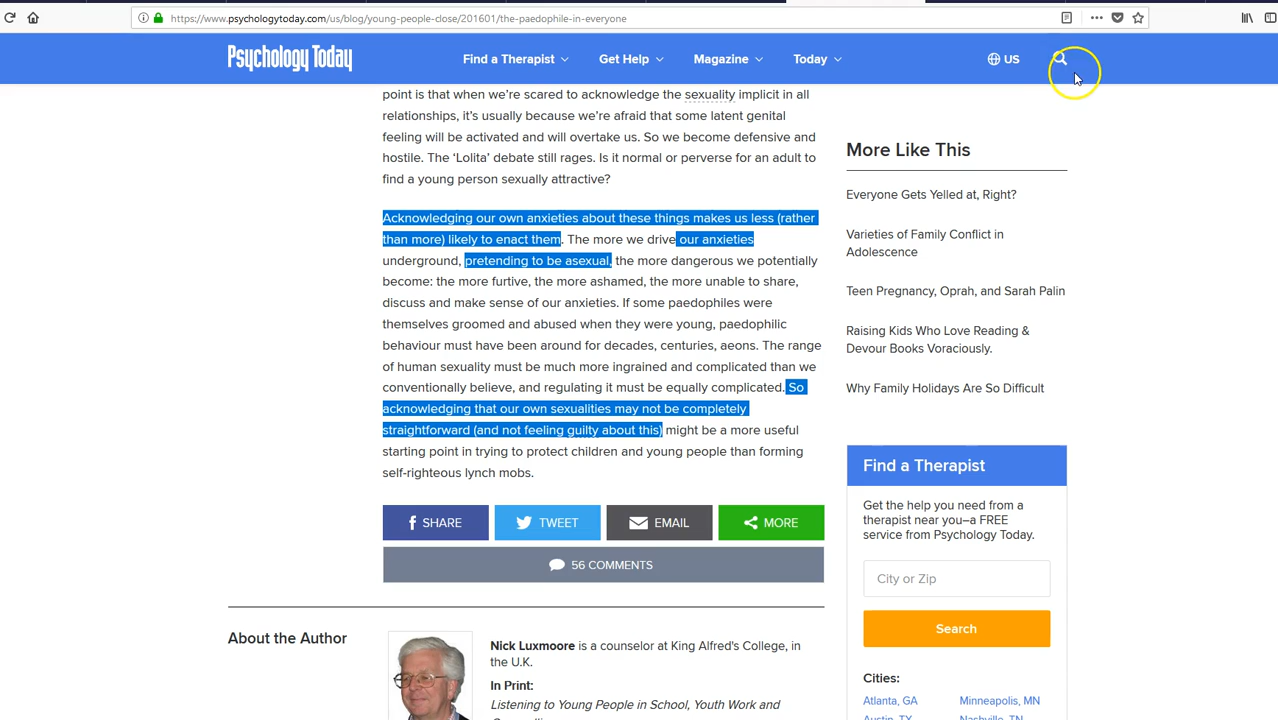 https://www.psychologytoday.com/us/blog/young-people-close/201601/the-paedophile-in-everyone
Psychology Today
Find a Therapist
Get Help
Magazine
Today
US
point is that when we’re scared to acknowledge the sexuality implicit in all
relationships, it’s usually because we’re afraid that some latent genital
feeling will be activated and will overtake us. So we become defensive and
hostile. The ‘Lolita’ debate still rages. Is it normal or perverse for an adult to
find a young person sexually attractive?
Acknowledging our own anxieties about these things makes us less (rather
than more) likely to enact them. The more we drive our anxieties
underground, pretending to be asexual, the more dangerous we potentially
become: the more furtive, the more ashamed, the more unable to share,
discuss and make sense of our anxieties. If some paedophiles were
themselves groomed and abused when they were young, paedophilic
behaviour must have been around for decades, centuries, aeons. The range
of human sexuality must be much more ingrained and complicated than we
conventionally believe, and regulating it must be equally complicated. So
acknowledging that our own sexualities may not be completely
straightforward (and not feeling guilty about this) might be a more useful
starting point in trying to protect children and young people than forming
self-righteous lynch mobs.
SHARE
TWEET
EMAIL
MORE
56 COMMENTS
About the Author
Nick Luxmoore is a counselor at King Alfred's College, in
the U.K.
In Print:
Listening to Young People in School, Youth Work and
More Like This
Everyone Gets Yelled at, Right?
Varieties of Family Conflict in
Adolescence
Teen Pregnancy, Oprah, and Sarah Palin
Raising Kids Who Love Reading &
Devour Books Voraciously.
Why Family Holidays Are So Difficult
Find a Therapist
Get the help you need from a
therapist near you–a FREE
service from Psychology Today.
City or Zip
Search
Cities:
Atlanta, GA
Minneapolis, MN
Austin, TX
Nashville, TN